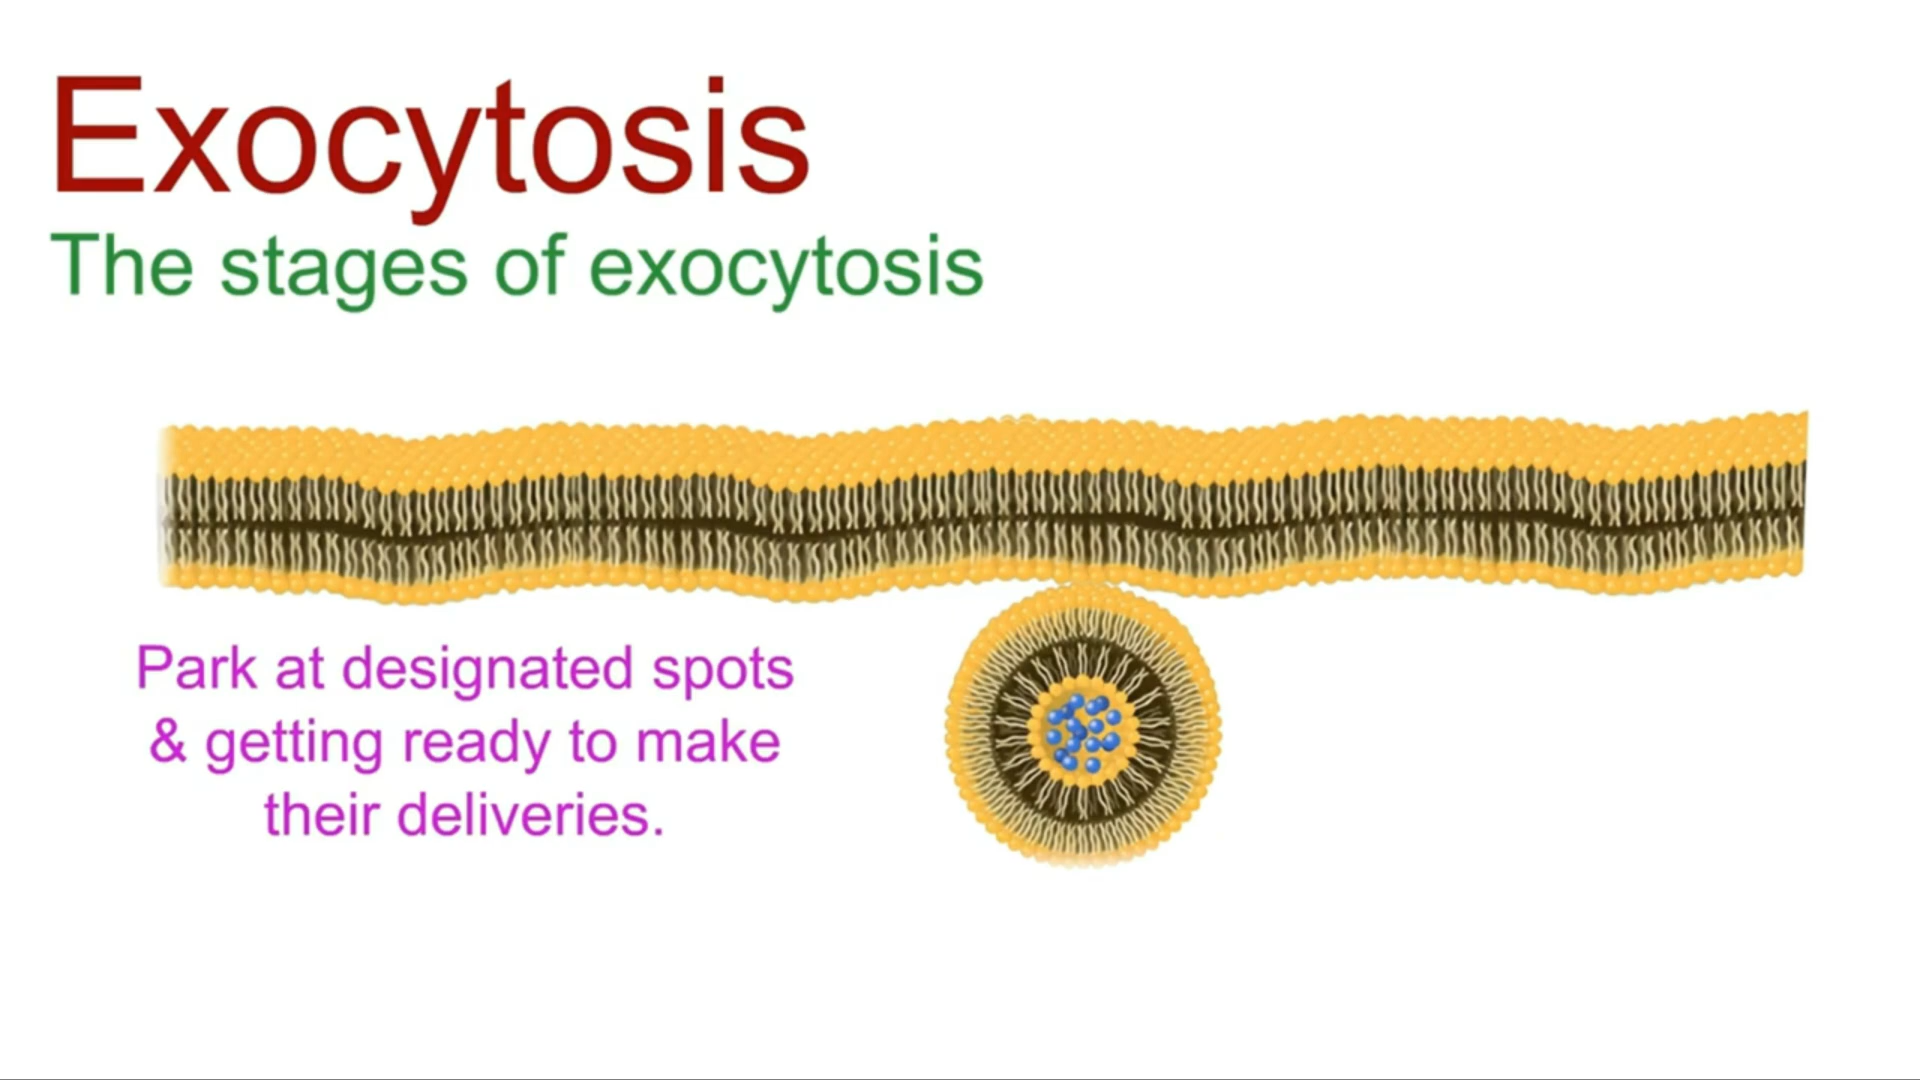 Exocytosis
The stages of exocytosis
Park at designated spots
& getting ready to make
their deliveries.